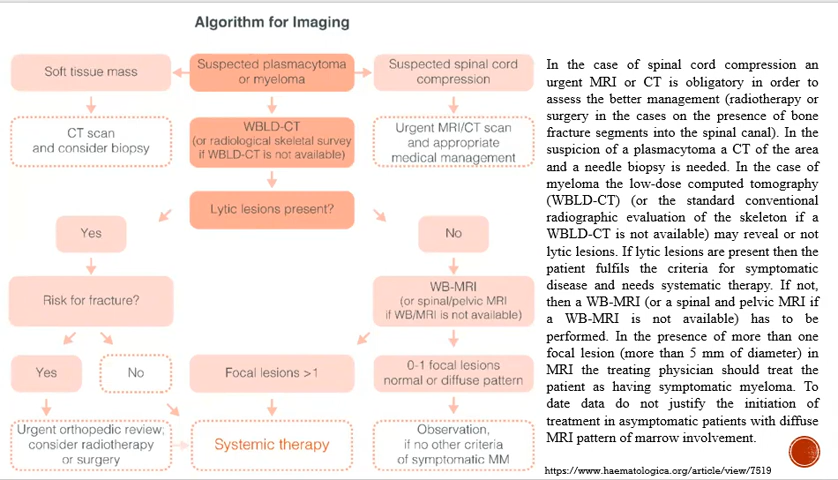 Algorithm for Imaging
Soft tissue mass
Suspected plasmacytoma
or myeloma
Suspected spinal cord
compression
CT scan
and consider biopsy
WBLD-CT
(or radiological skeletal survey
if WBLD-CT is not available)
Urgent MRI/CT scan
and appropriate
medical management
Lytic lesions present?
Yes
No
Risk for fracture?
WB-MRI
(or spinal/pelvic MRI
if WB/MRI is not available)
Yes
No
Focal lesions >1
0-1 focal lesions
normal or diffuse pattern
Urgent orthopedic review;
consider radiotherapy
or surgery
Systemic therapy
Observation,
if no other criteria
of symptomatic MM
In the case of spinal cord compression an
urgent MRI or CT is obligatory in order to
assess the better management (radiotherapy or
surgery in the cases on the presence of bone
fracture segments into the spinal canal). In the
suspicion of a plasmacytoma a CT of the area
and a needle biopsy is needed. In the case of
myeloma the low-dose computed tomography
(WBLD-CT) (or the standard conventional
radiographic evaluation of the skeleton if a
WBLD-CT is not available) may reveal or not
lytic lesions. If lytic lesions are present then the
patient fulfils the criteria for symptomatic
disease and needs systematic therapy. If not,
then a WB-MRI (or a spinal and pelvic MRI if
a WB-MRI is not available) has to be
performed. In the presence of more than one
focal lesion (more than 5 mm of diameter) in
MRI the treating physician should treat the
patient as having symptomatic myeloma. To
date data do not justify the initiation of
treatment in asymptomatic patients with diffuse
MRI pattern of marrow involvement.
https://www.haematologica.org/article/view/7519